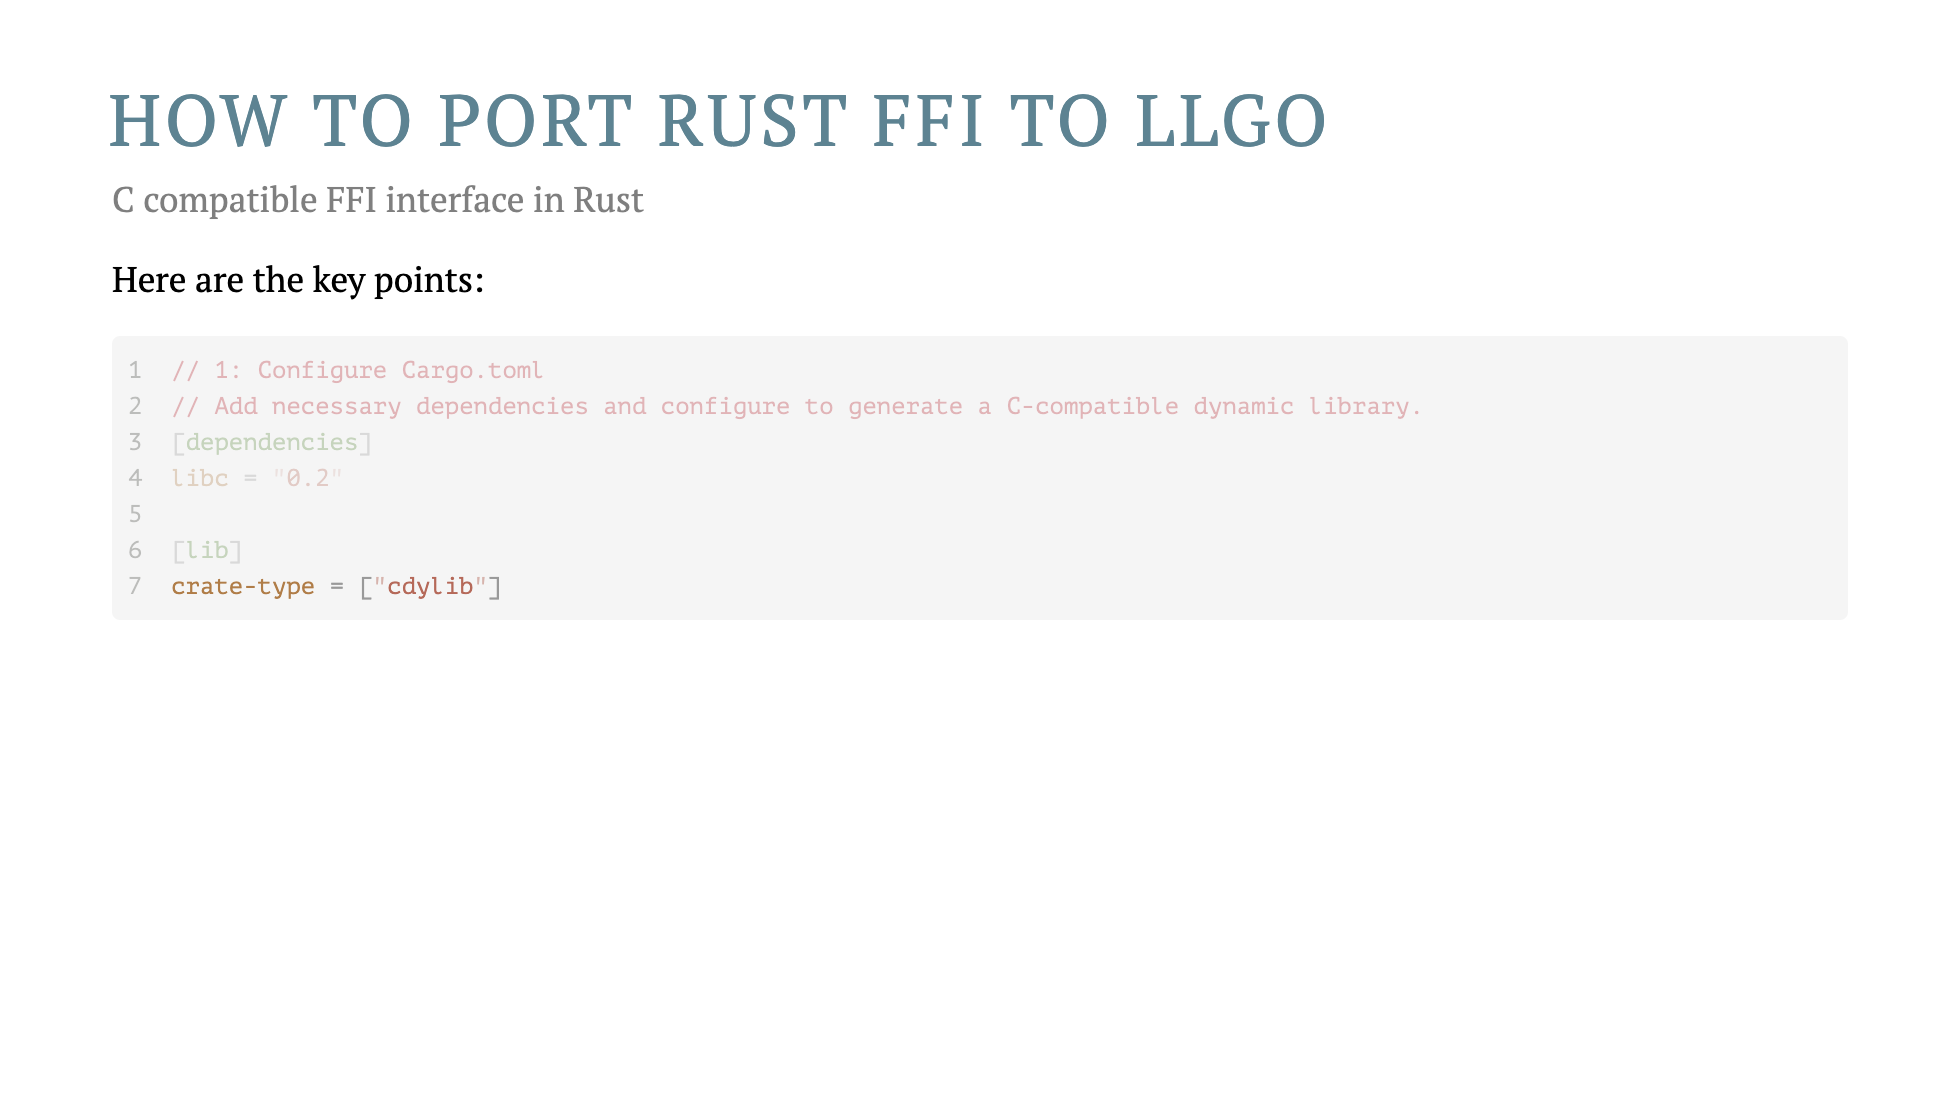 HOW TO PORT RUST FFI TO LLGO
C compatible FFI interface in Rust
Here are the key points:
1 // 1: Configure Cargo.toml
2 // Add necessary dependencies and configure to generate a C-compatible dynamic library.
3 [dependencies]
4 libc = "0.2"
5
6 [lib]
7 crate-type = ["cdylib"]